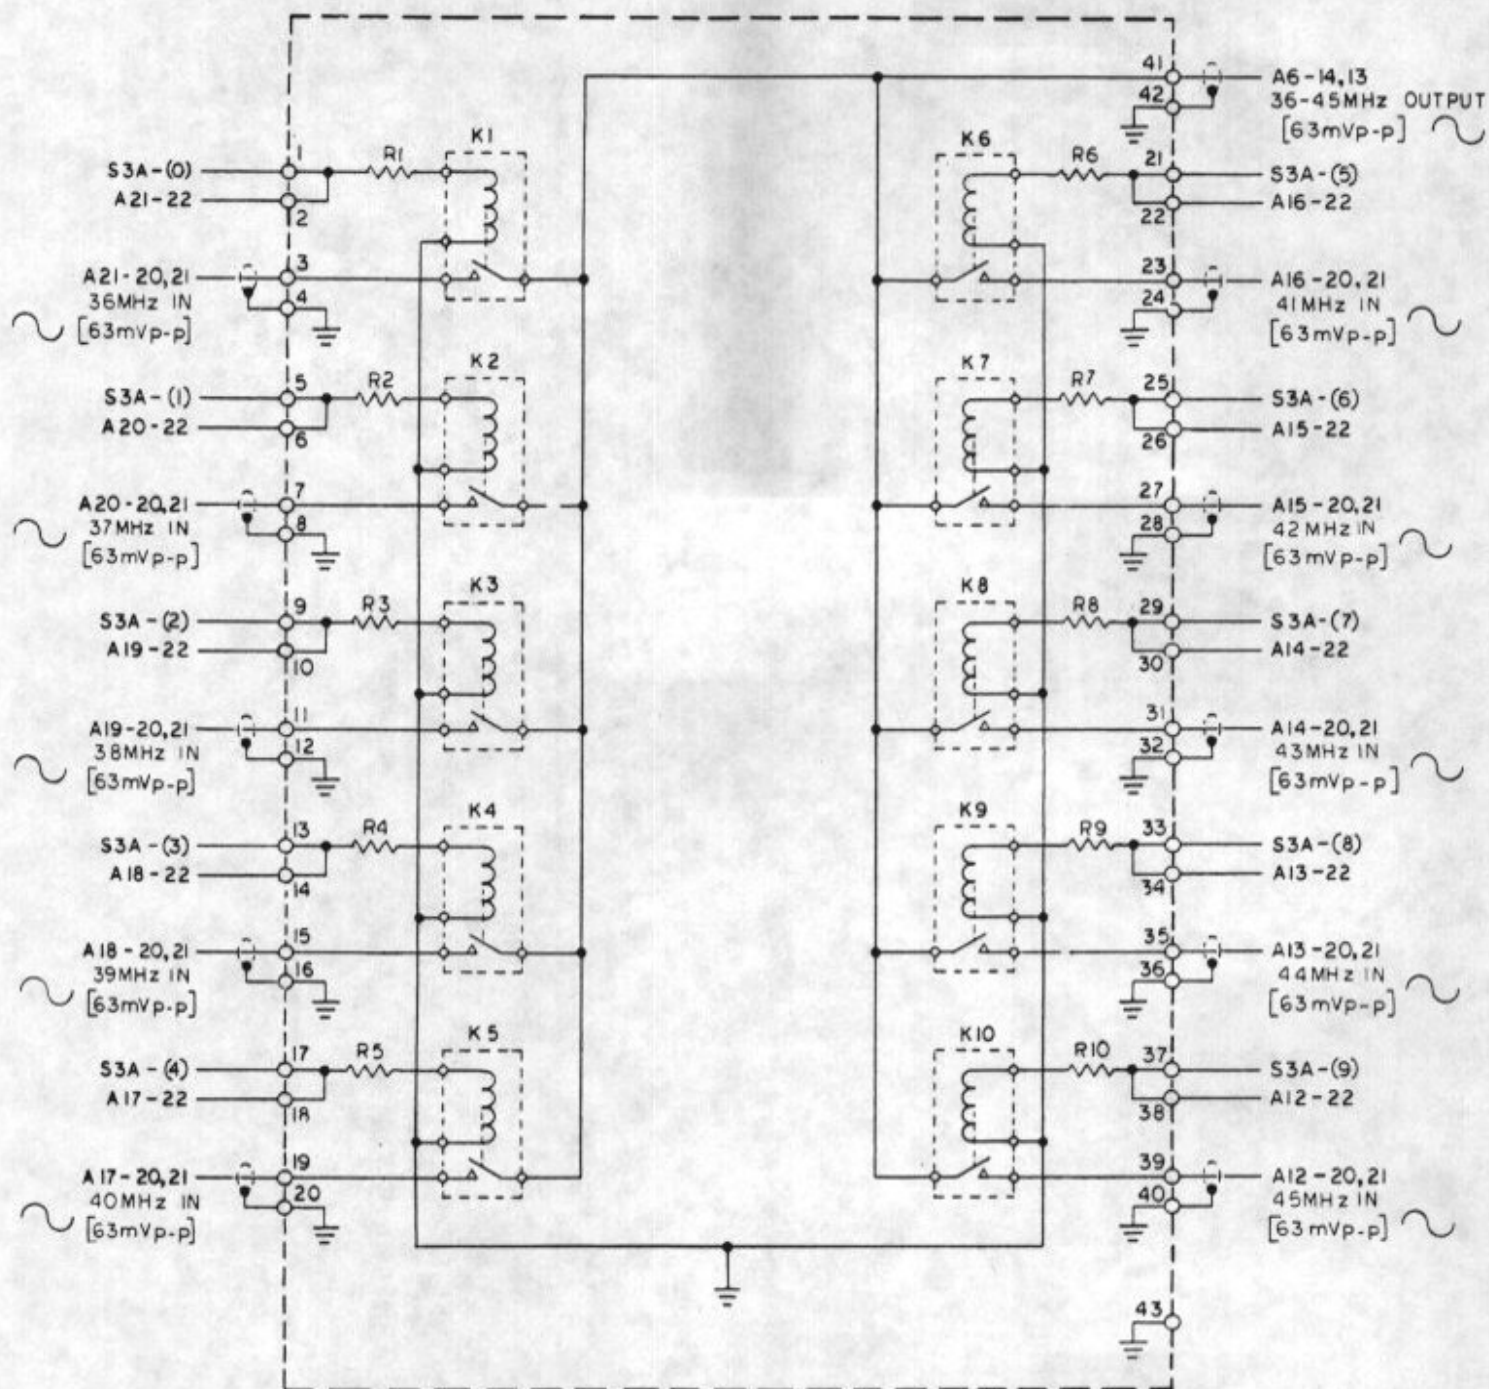 41
A6-14,13
42
36-45MHz OUTPUT
[63mVp-p]
K1
R1
1
S3A-(0)
A21-22
2
3
A21-20,21
4
36MHz IN
[63mVp-p]
K2
R2
5
S3A-(1)
A20-22
6
7
A20-20,21
8
37MHz IN
[63mVp-p]
K3
R3
9
S3A-(2)
A19-22
10
11
A19-20,21
12
38MHz IN
[63mVp-p]
K4
R4
13
S3A-(3)
A18-22
14
15
A18-20,21
16
39MHz IN
[63mVp-p]
K5
R5
17
S3A-(4)
A17-22
18
19
A17-20,21
20
40MHz IN
[63mVp-p]
K6
R6
21
S3A-(5)
A16-22
22
23
A16-20,21
24
41MHz IN
[63mVp-p]
K7
R7
25
S3A-(6)
A15-22
26
27
A15-20,21
28
42MHz IN
[63mVp-p]
K8
R8
29
S3A-(7)
A14-22
30
31
A14-20,21
32
43MHz IN
[63mVp-p]
K9
R9
33
S3A-(8)
A13-22
34
35
A13-20,21
36
44MHz IN
[63mVp-p]
K10
R10
37
S3A-(9)
A12-22
38
39
A12-20,21
40
45MHz IN
[63mVp-p]
43